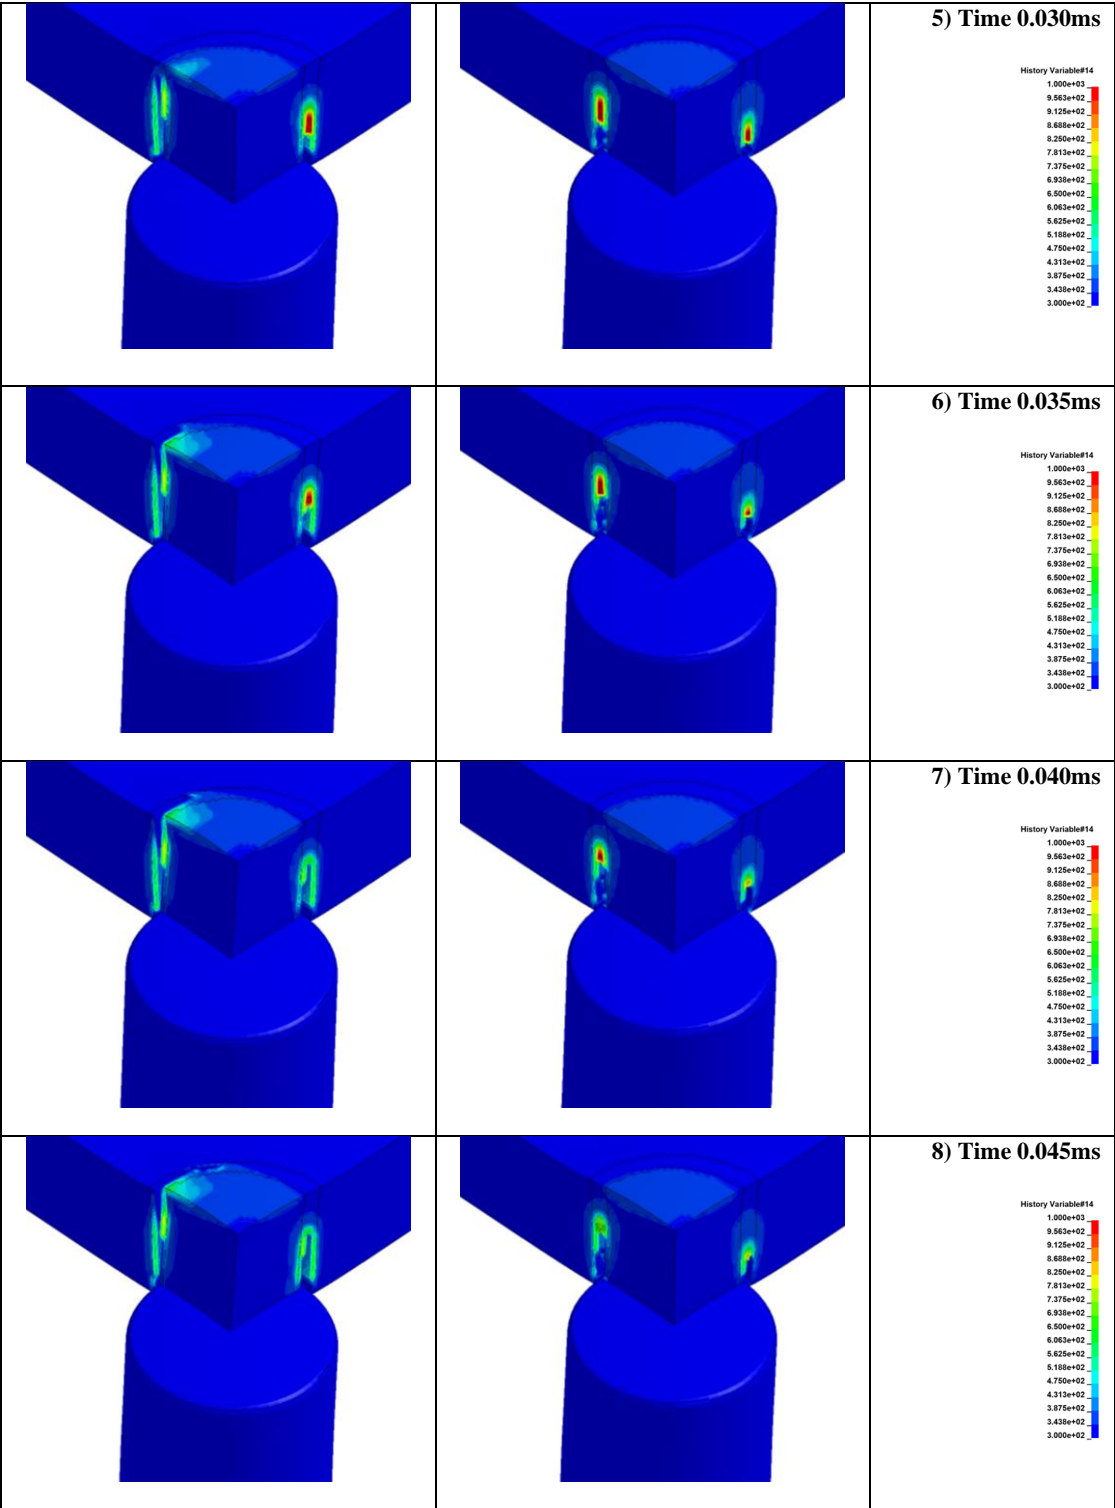 5) Time 0.030ms
History Variable#14
1.000e+03
9.563e+02
9.125e+02
8.688e+02
8.250e+02
7.813e+02
7.375e+02
6.938e+02
6.500e+02
6.063e+02
5.625e+02
5.188e+02
4.750e+02
4.313e+02
3.875e+02
3.438e+02
3.000e+02
6) Time 0.035ms
History Variable#14
1.000e+03
9.563e+02
9.125e+02
8.688e+02
8.250e+02
7.813e+02
7.375e+02
6.938e+02
6.500e+02
6.063e+02
5.625e+02
5.188e+02
4.750e+02
4.313e+02
3.875e+02
3.438e+02
3.000e+02
7) Time 0.040ms
History Variable#14
1.000e+03
9.563e+02
9.125e+02
8.688e+02
8.250e+02
7.813e+02
7.375e+02
6.938e+02
6.500e+02
6.063e+02
5.625e+02
5.188e+02
4.750e+02
4.313e+02
3.875e+02
3.438e+02
3.000e+02
8) Time 0.045ms
History Variable#14
1.000e+03
9.563e+02
9.125e+02
8.688e+02
8.250e+02
7.813e+02
7.375e+02
6.938e+02
6.500e+02
6.063e+02
5.625e+02
5.188e+02
4.750e+02
4.313e+02
3.875e+02
3.438e+02
3.000e+02